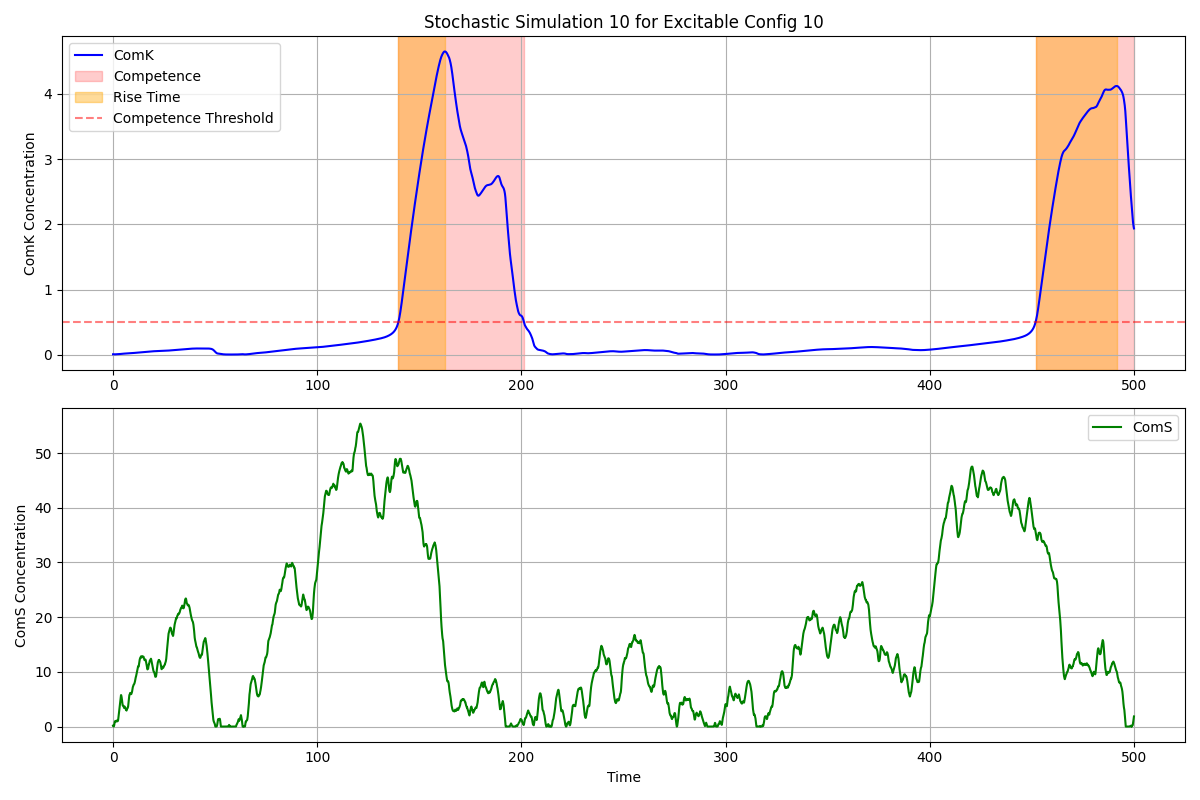 Stochastic Simulation 10 for Excitable Config 10
ComK
Competence
Rise Time
Competence Threshold
ComK Concentration
4
3
2
1
0
0 100 200 300 400 500
ComS
ComS Concentration
50
40
30
20
10
0
0 100 200 300 400 500
Time